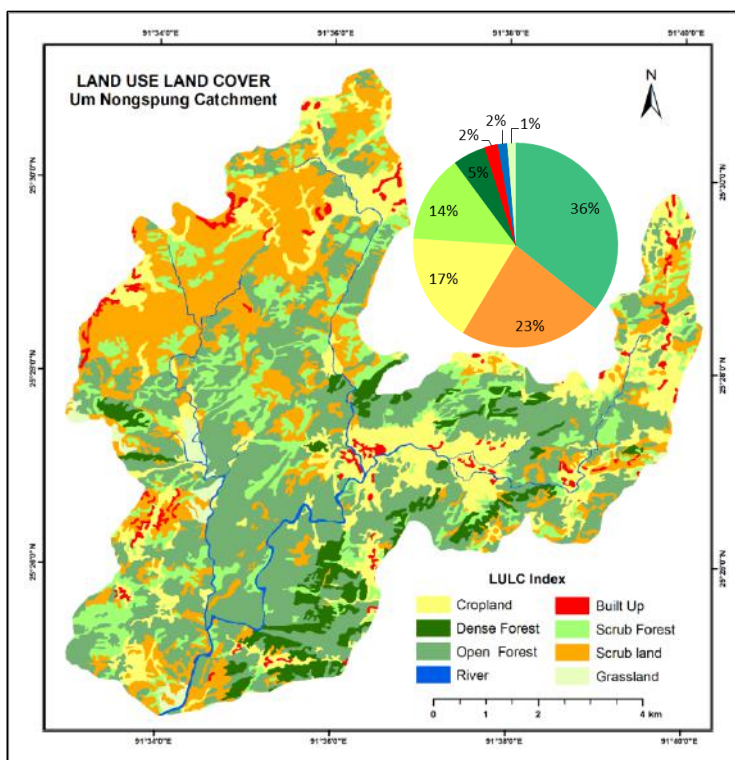 91°34'0"E 91°36'0"E 91°38'0"E 91°40'0"E
LAND USE LAND COVER
Um Nongspung Catchment
N
2% 2% 1%
5%
36%
14%
17%
23%
25°30'0"N 25°30'0"N
25°28'0"N 25°28'0"N
25°26'0"N 25°26'0"N
LULC Index
Cropland Built Up
Dense Forest Scrub Forest
Open Forest Scrub land
River Grassland
0 1 2 4 km
91°34'0"E 91°36'0"E 91°38'0"E 91°40'0"E